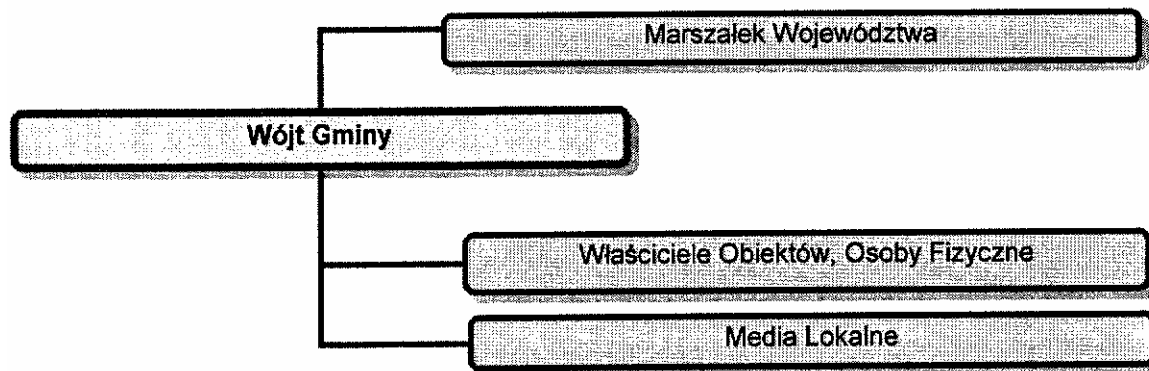 Marszałek Województwa
Wójt Gminy
Właściciele Obiektów, Osoby Fizyczne
Media Lokalne